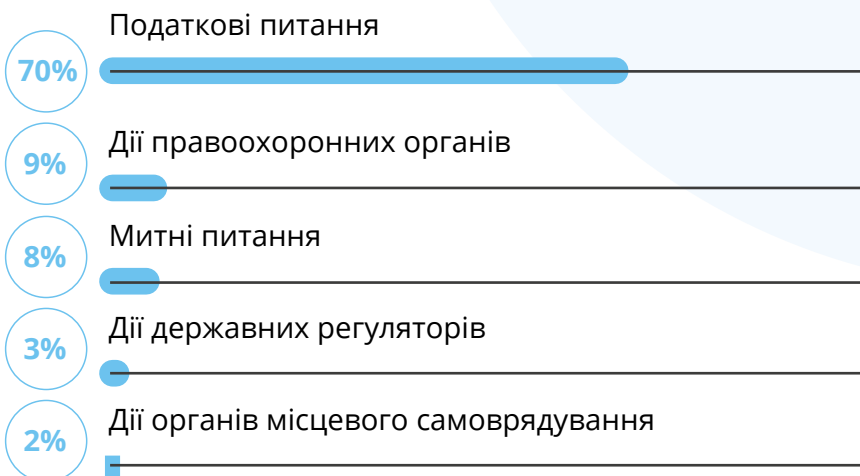 Податкові питання
70%
Дії правоохоронних органів
9%
Митні питання
8%
Дії державних регуляторів
3%
Дії органів місцевого самоврядування
2%